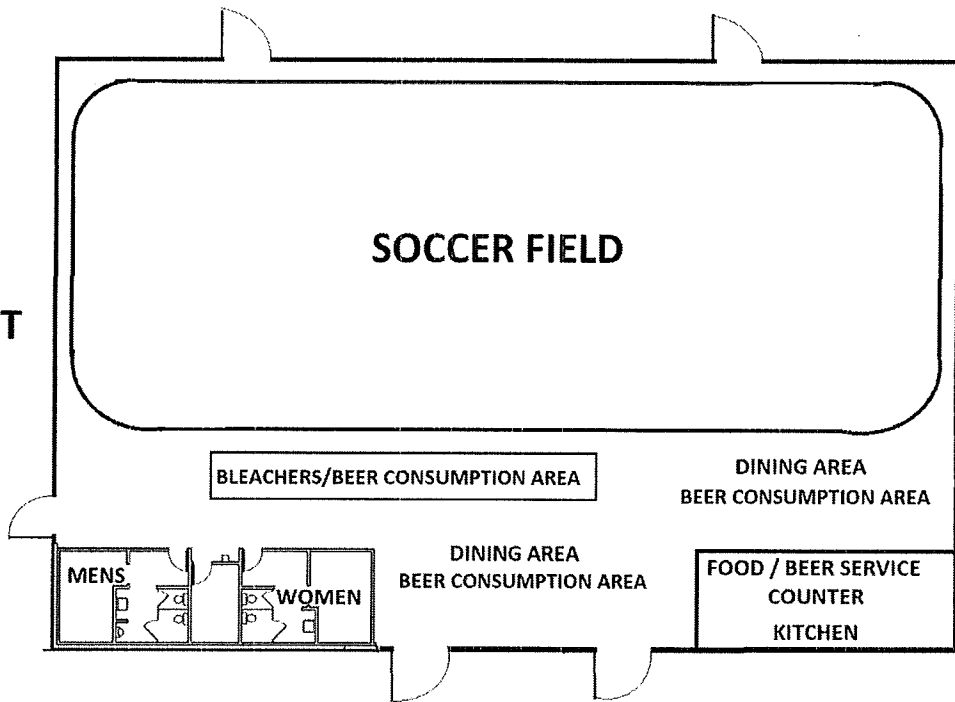 SOCCER FIELD
T
BLEACHERS/BEER CONSUMPTION AREA
DINING AREA
BEER CONSUMPTION AREA
DINING AREA
BEER CONSUMPTION AREA
MENS
WOMEN
FOOD / BEER SERVICE
COUNTER
KITCHEN